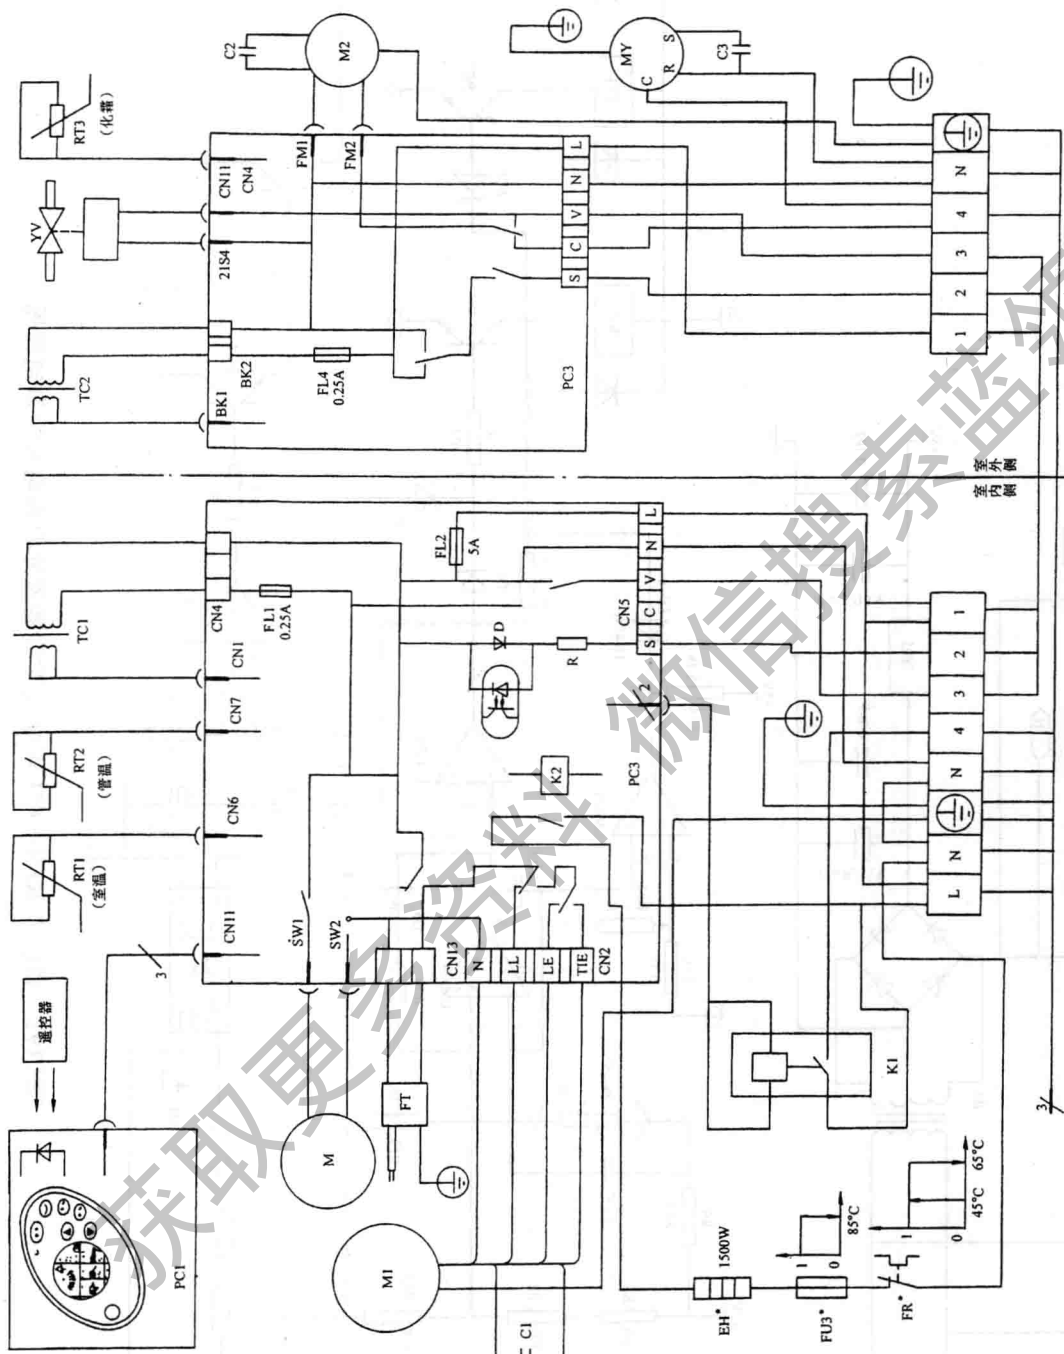 PC1
遥控器
3
CN11
RT1
(室温)
CN6
RT2
(管温)
CN7
CN1
TC1
CN4
FL1
0.25A
TC2
BK1
BK2
FL4
0.25A
YV
21S4
RT3
(化霜)
CN11
CN4
C2
M2
FM1
FM2
M
SW1
SW2
FT
M1
C1
CN13
N
LL
LE
TIE
CN2
K2
PC3
2
D
R
FL2
5A
CN5
S
C
V
N
L
PC3
S
C
V
N
L
MY
C
R
S
C3
EH*
1500W
FU3*
1
0
85°C
FR*
1
0
45°C
65°C
K1
L
N
N
4
3
2
1
室内侧
室外侧
1
2
3
4
N
3
获取更多资料 微信搜索蓝领